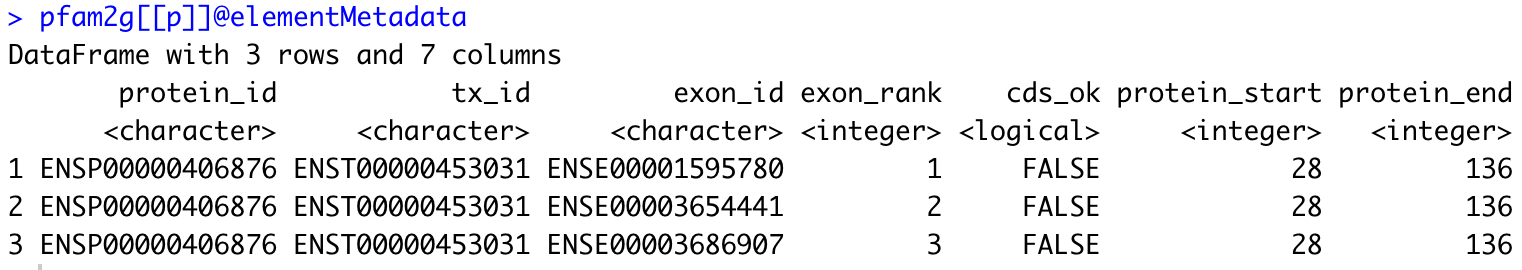 > pfam2g[[p]]@elementMetadata
DataFrame with 3 rows and 7 columns
protein_id tx_id exon_id exon_rank cds_ok protein_start protein_end
<character> <character> <character> <integer> <logical> <integer> <integer>
1 ENSP00000406876 ENST00000453031 ENSE00001595780 1 FALSE 28 136
2 ENSP00000406876 ENST00000453031 ENSE00003654441 2 FALSE 28 136
3 ENSP00000406876 ENST00000453031 ENSE00003686907 3 FALSE 28 136